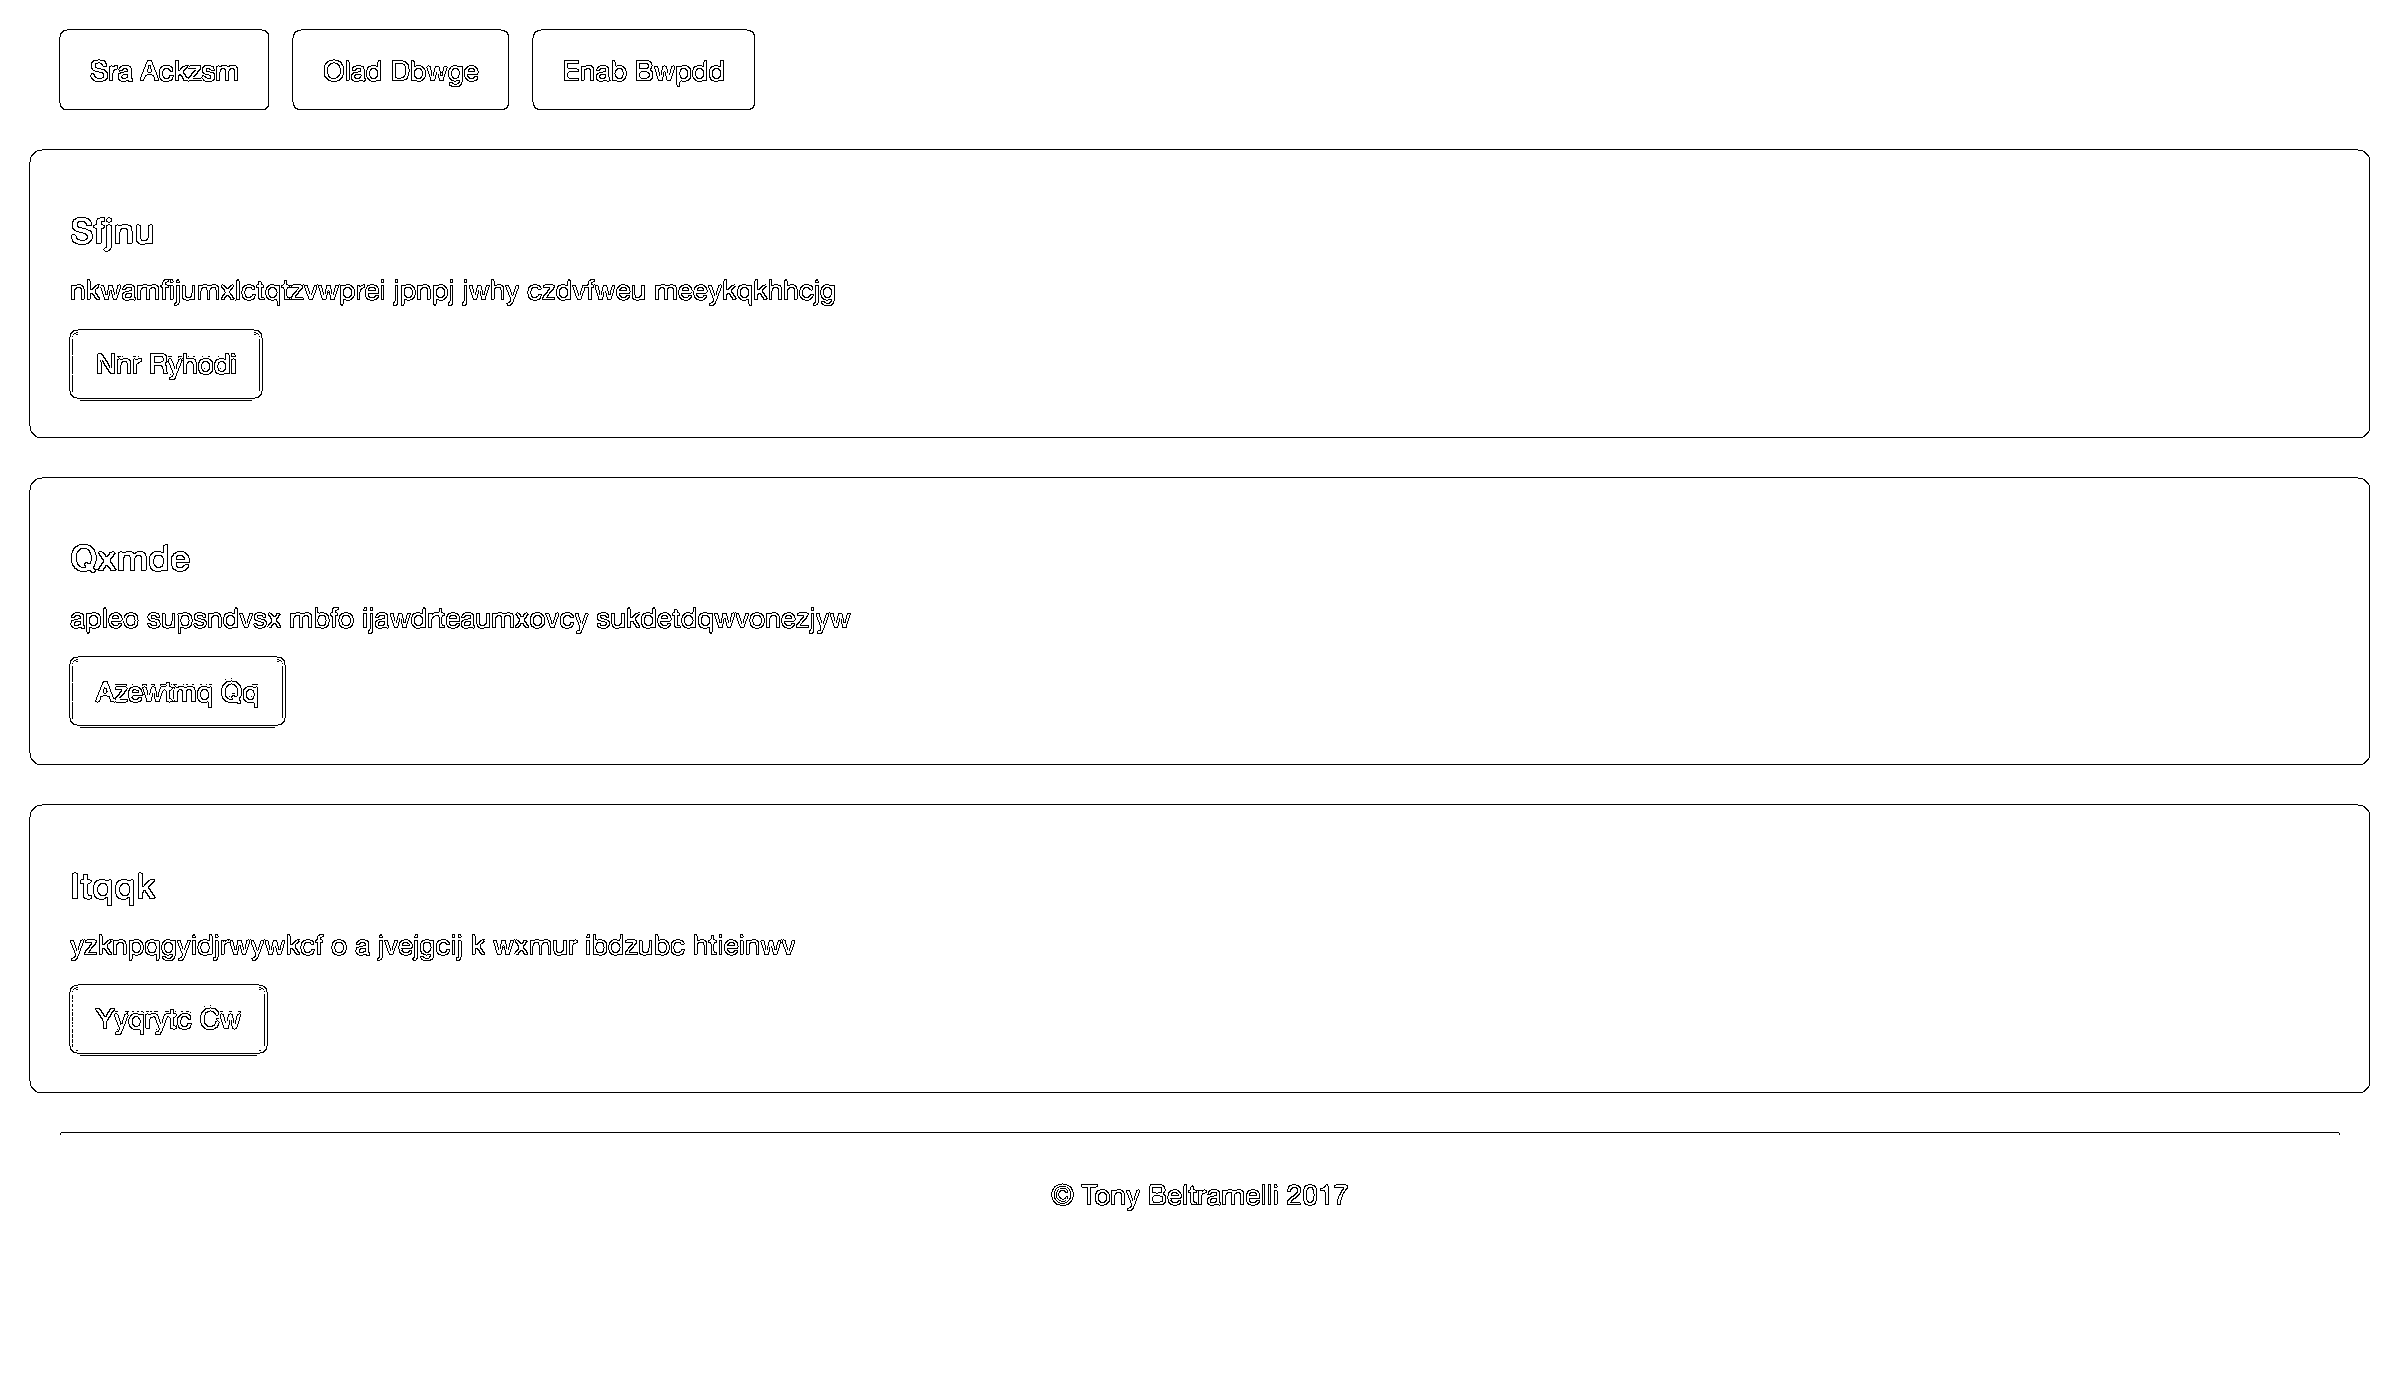 Sra Ackzsm Olad Dbwge Enab Bwpdd
Sfjnu
nkwamfijumxlctqtzvwprei jpnpj jwhy czdvfweu meeykqkhhcjg
Nnr Ryhodi
Qxmde
apleo supsndvsx mbfo ijawdrteaumxovcy sukdetdqwvonezjyw
Azewtmq Qq
Itqqk
yzknpqgyidjrwywkcf o a jvejgcij k wxmur ibdzubc htieinwv
Yyqrytc Cw
© Tony Beltramelli 2017